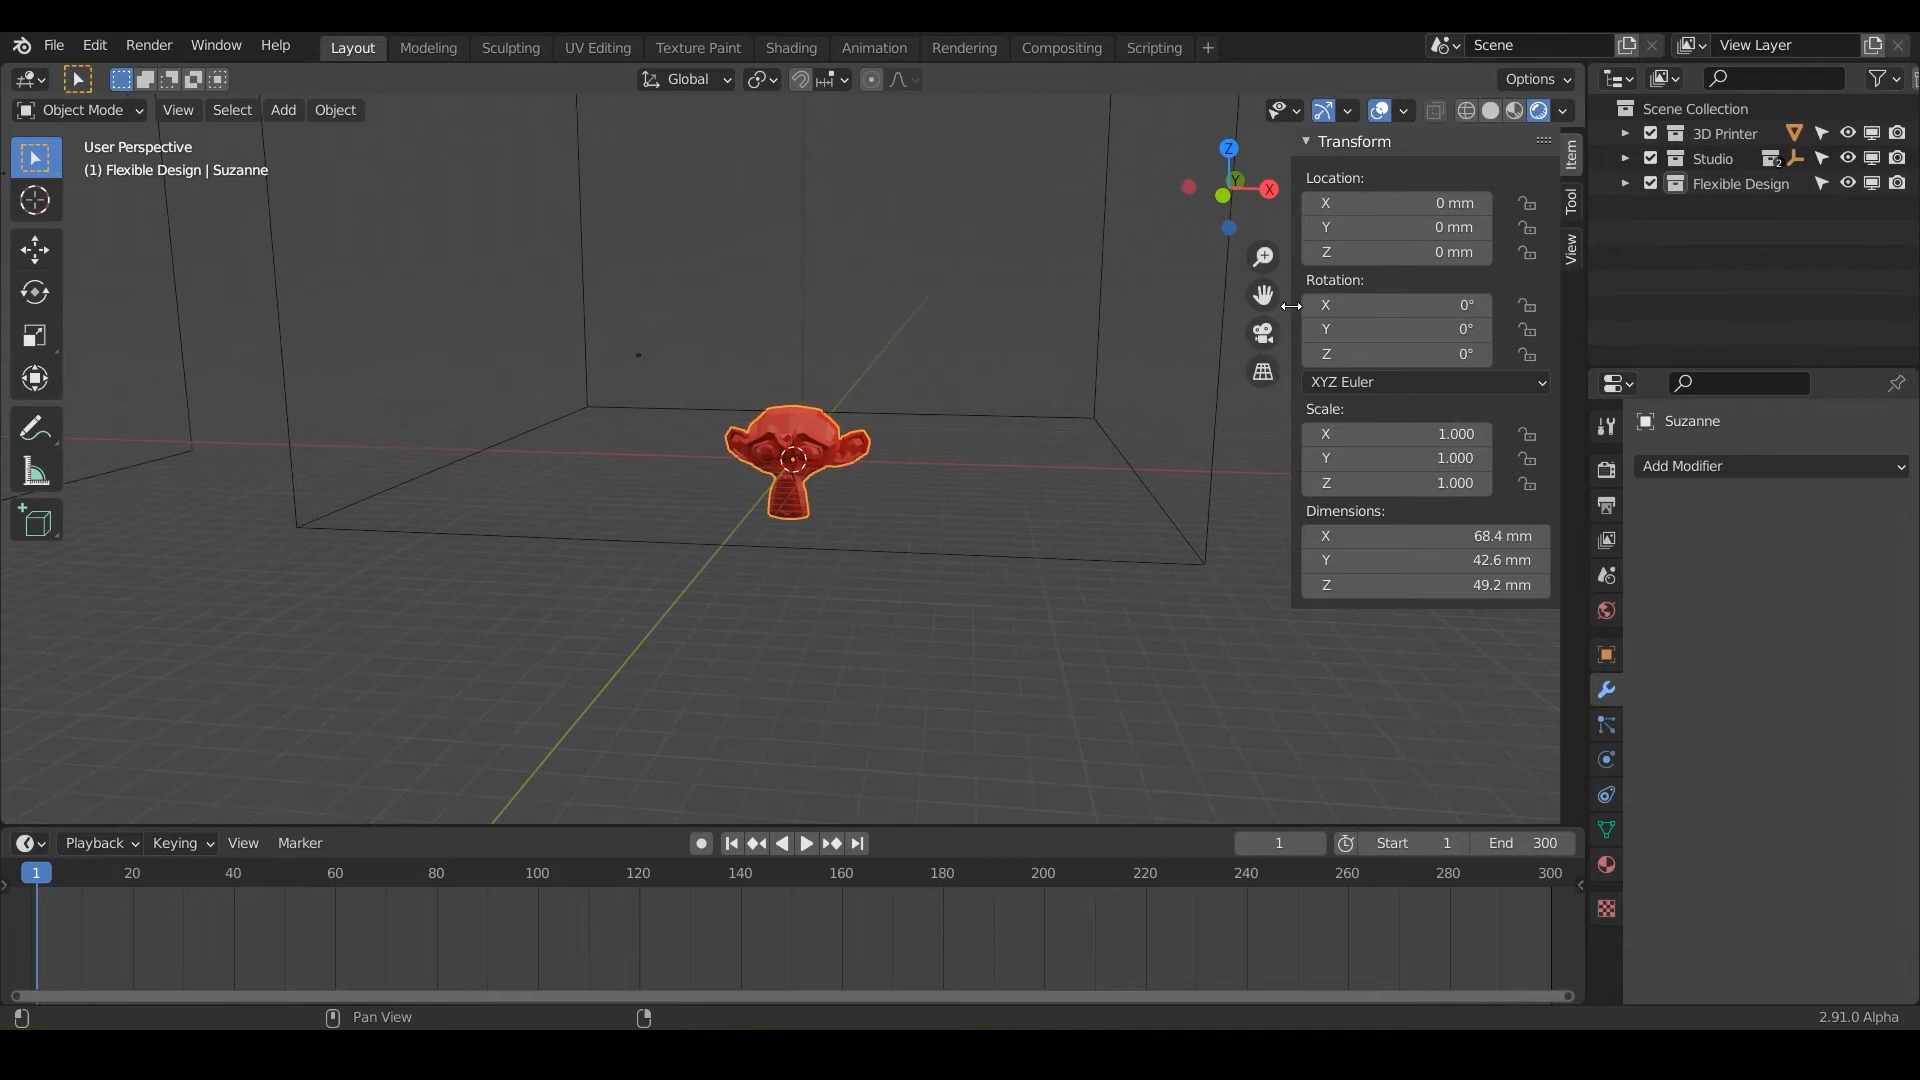 File Edit Render Window Help Layout Modeling Sculpting UV Editing Texture Paint Shading Animation Rendering Compositing Scripting + Scene View Layer
Global Options
Object Mode View Select Add Object
User Perspective
(1) Flexible Design | Suzanne
Z
Y
X
Transform
Location:
X 0 mm
Y 0 mm
Z 0 mm
Rotation:
X 0°
Y 0°
Z 0°
XYZ Euler
Scale:
X 1.000
Y 1.000
Z 1.000
Dimensions:
X 68.4 mm
Y 42.6 mm
Z 49.2 mm
Item
Tool
View
Scene Collection
3D Printer
Studio 2
Flexible Design
Suzanne
Add Modifier
Playback Keying View Marker 1 Start 1 End 300
1 20 40 60 80 100 120 140 160 180 200 220 240 260 280 300
Pan View 2.91.0 Alpha